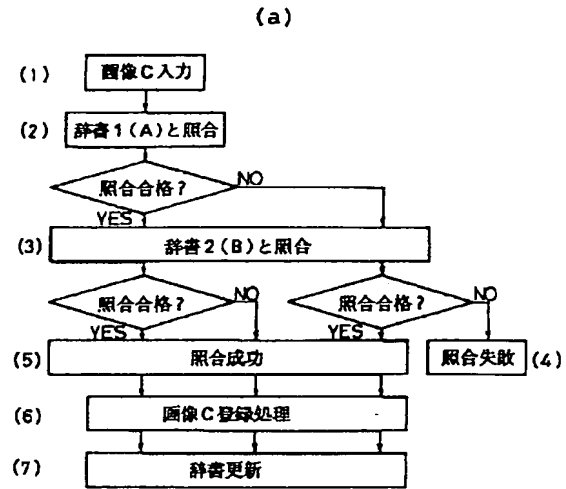 (a)
(1) 画像C入力
(2) 辞書1(A)と照合
照合合格? NO
YES
(3) 辞書2(B)と照合
照合合格? NO 照合合格? NO
YES YES
(5) 照合成功 照合失敗 (4)
(6) 画像C登録処理
(7) 辞書更新